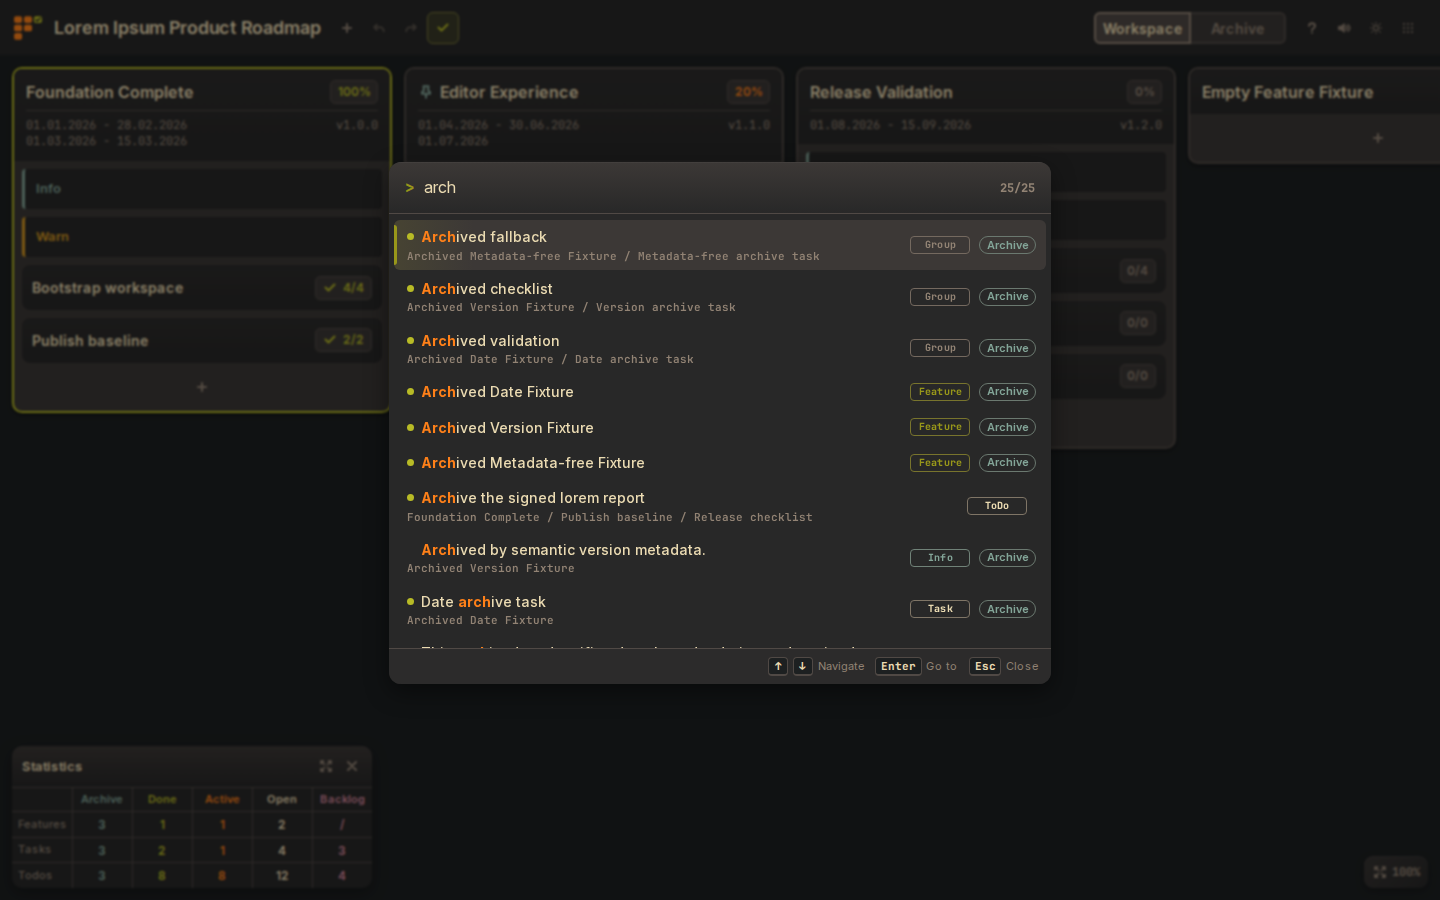 Lorem Ipsum Product Roadmap
Workspace Archive ?
Foundation Complete 100%
01.01.2026 - 28.02.2026 v1.0.0
01.03.2026 - 15.03.2026
Info
Warn
Bootstrap workspace 4/4
Publish baseline 2/2
+
Editor Experience 20%
01.04.2026 - 30.06.2026 v1.1.0
01.07.2026
Release Validation 0%
01.08.2026 - 15.09.2026 v1.2.0
0/4
0/0
0/0
Empty Feature Fixture
+
> arch 25/25
Archived fallback Group Archive
Archived Metadata-free Fixture / Metadata-free archive task
Archived checklist Group Archive
Archived Version Fixture / Version archive task
Archived validation Group Archive
Archived Date Fixture / Date archive task
Archived Date Fixture Feature Archive
Archived Version Fixture Feature Archive
Archived Metadata-free Fixture Feature Archive
Archive the signed lorem report ToDo
Foundation Complete / Publish baseline / Release checklist
Archived by semantic version metadata. Info Archive
Archived Version Fixture
Date archive task Task Archive
Archived Date Fixture
↑ ↓ Navigate Enter Go to Esc Close
Statistics
Archive Done Active Open Backlog
Features 3 1 1 2 /
Tasks 3 2 1 4 3
Todos 3 8 8 12 4
100%